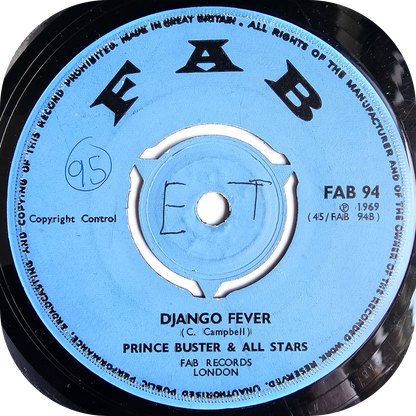 FAB
MADE IN GREAT BRITAIN • ALL RIGHTS OF THE MANUFACTURER AND OF THE OWNER OF THE RECORDED WORK RESERVED. UNAUTHORISED PUBLIC PERFORMANCE, BROADCASTING AND COPYING OF THIS RECORD PROHIBITED.
95
E T
Copyright Control
FAB 94
Ⓟ 1969
(45/FAB 94B)
DJANGO FEVER
(C. Campbell)
PRINCE BUSTER & ALL STARS
FAB RECORDS
LONDON